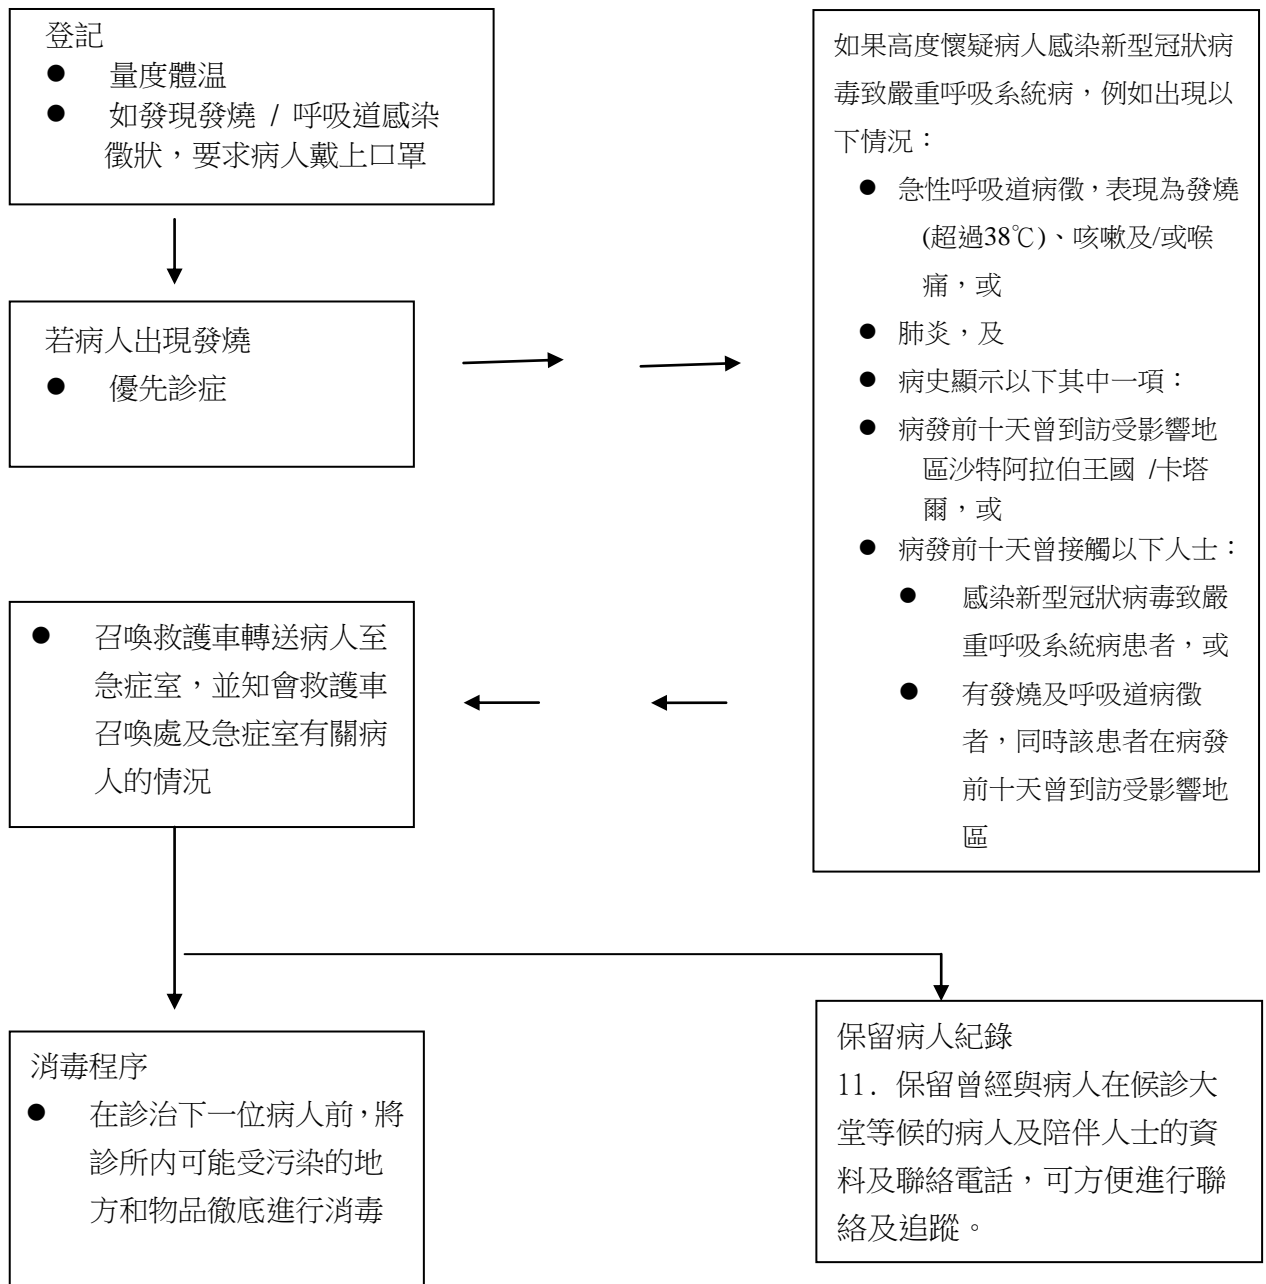 登記
● 量度體温
● 如發現發燒 / 呼吸道感染
徵狀，要求病人戴上口罩
若病人出現發燒
● 優先診症
如果高度懷疑病人感染新型冠狀病
毒致嚴重呼吸系統病，例如出現以
下情況：
● 急性呼吸道病徵，表現為發燒
(超過38℃)、咳嗽及/或喉
痛，或
● 肺炎，及
● 病史顯示以下其中一項：
● 病發前十天曾到訪受影響地
區沙特阿拉伯王國 /卡塔
爾，或
● 病發前十天曾接觸以下人士：
● 感染新型冠狀病毒致嚴
重呼吸系統病患者，或
● 有發燒及呼吸道病徵
者，同時該患者在病發
前十天曾到訪受影響地
區
● 召喚救護車轉送病人至
急症室，並知會救護車
召喚處及急症室有關病
人的情況
消毒程序
● 在診治下一位病人前，將
診所内可能受污染的地
方和物品徹底進行消毒
保留病人紀錄
11. 保留曾經與病人在候診大
堂等候的病人及陪伴人士的資
料及聯絡電話，可方便進行聯
絡及追蹤。